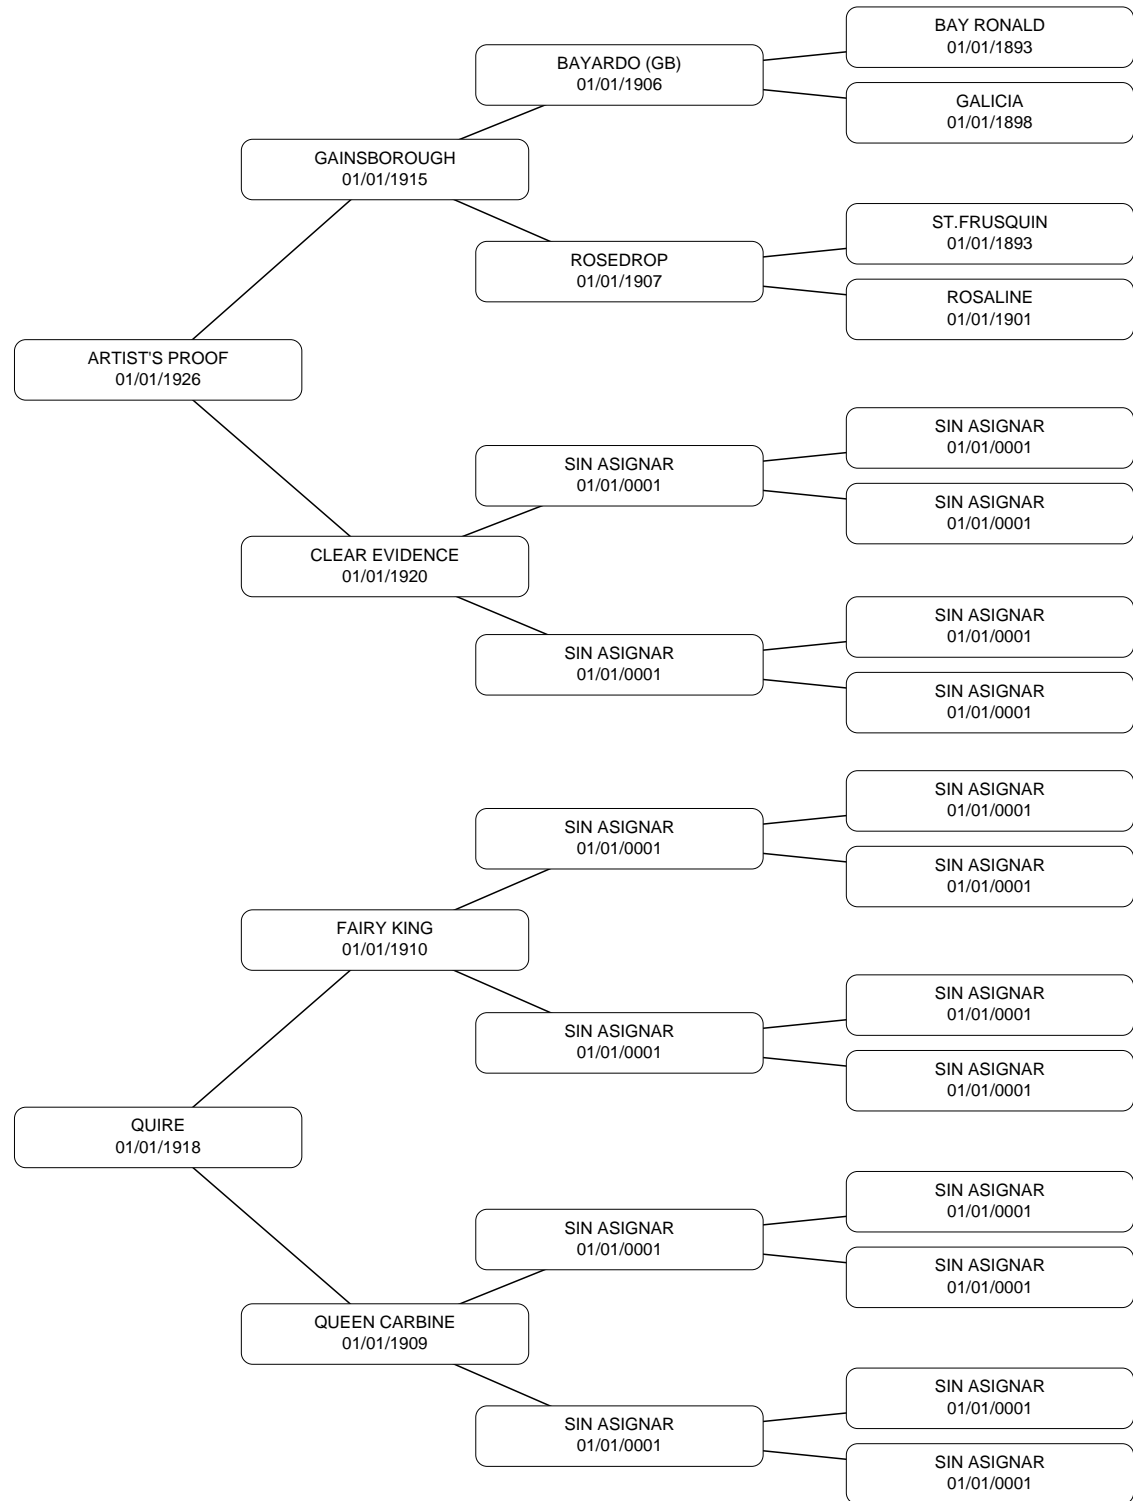 BAY RONALD
01/01/1893
BAYARDO (GB)
01/01/1906
GALICIA
01/01/1898
GAINSBOROUGH
01/01/1915
ST.FRUSQUIN
01/01/1893
ROSEDROP
01/01/1907
ROSALINE
01/01/1901
ARTIST'S PROOF
01/01/1926
SIN ASIGNAR
01/01/0001
SIN ASIGNAR
01/01/0001
SIN ASIGNAR
01/01/0001
CLEAR EVIDENCE
01/01/1920
SIN ASIGNAR
01/01/0001
SIN ASIGNAR
01/01/0001
SIN ASIGNAR
01/01/0001
SIN ASIGNAR
01/01/0001
SIN ASIGNAR
01/01/0001
SIN ASIGNAR
01/01/0001
FAIRY KING
01/01/1910
SIN ASIGNAR
01/01/0001
SIN ASIGNAR
01/01/0001
SIN ASIGNAR
01/01/0001
QUIRE
01/01/1918
SIN ASIGNAR
01/01/0001
SIN ASIGNAR
01/01/0001
SIN ASIGNAR
01/01/0001
QUEEN CARBINE
01/01/1909
SIN ASIGNAR
01/01/0001
SIN ASIGNAR
01/01/0001
SIN ASIGNAR
01/01/0001